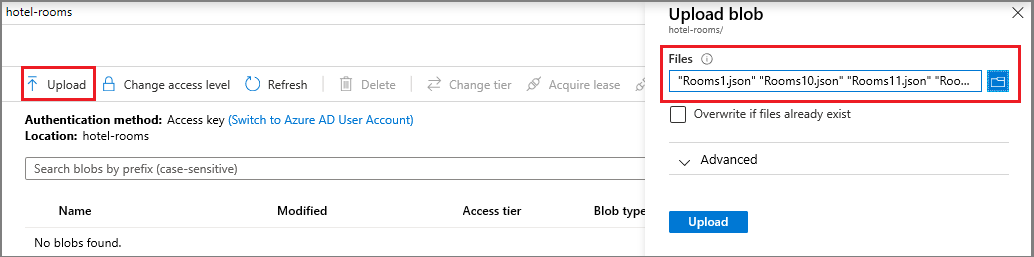 hotel-rooms
Upload
Change access level
Refresh
Delete
Change tier
Acquire lease
Authentication method: Access key (Switch to Azure AD User Account)
Location: hotel-rooms
Search blobs by prefix (case-sensitive)
Name Modified Access tier Blob type
No blobs found.
Upload blob
hotel-rooms/
Files
"Rooms1.json" "Rooms10.json" "Rooms11.json" "Roo...
Overwrite if files already exist
Advanced
Upload